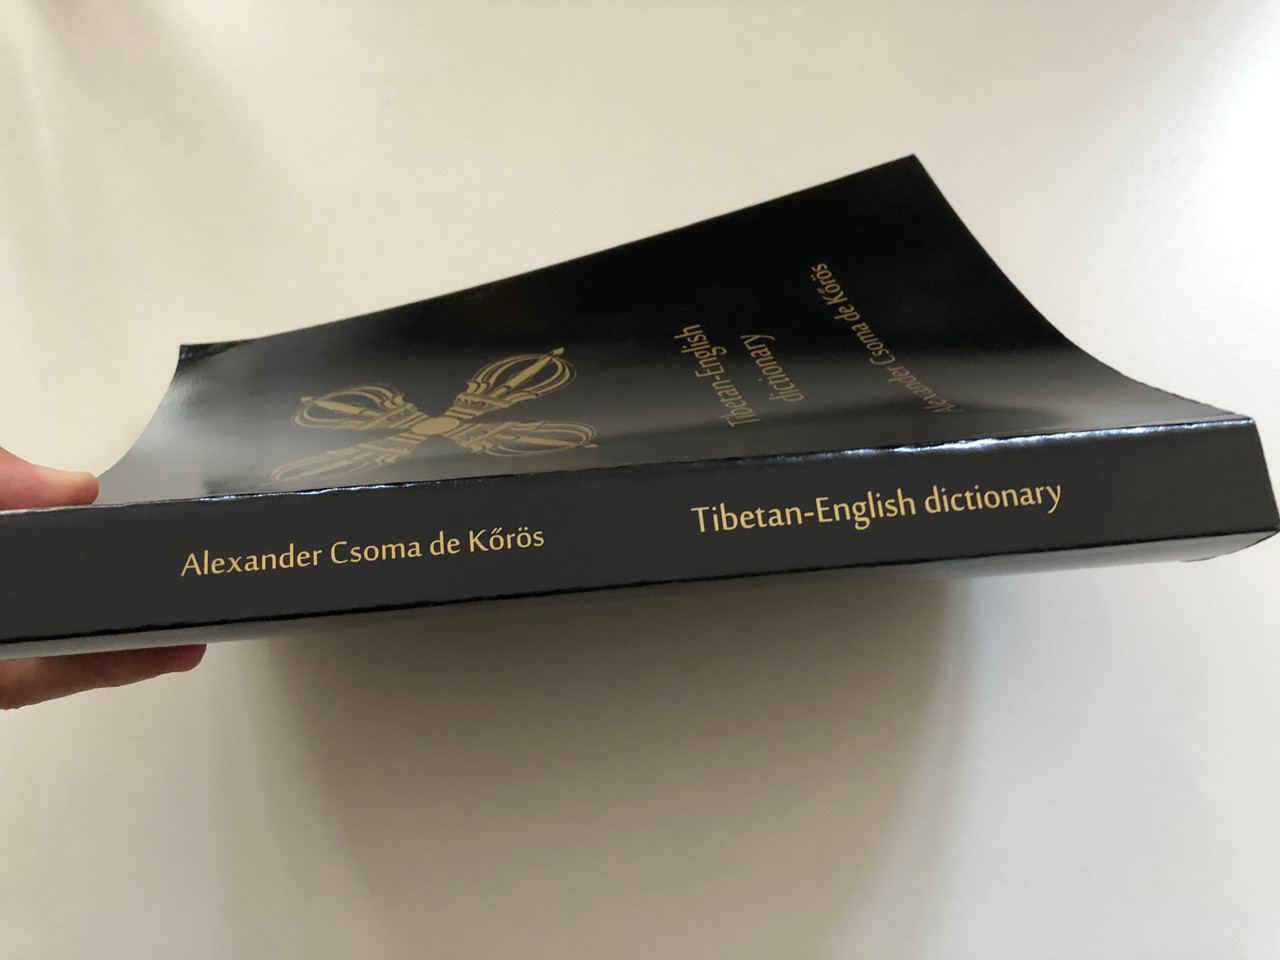 Alexander Csoma de Kőrös
Tibetan-English
dictionary
Alexander Csoma de Kőrös
Tibetan-English dictionary